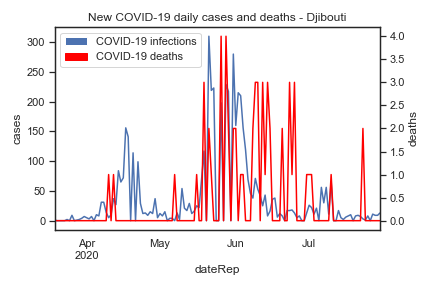 New COVID-19 daily cases and deaths - Djibouti
COVID-19 infections
COVID-19 deaths
300
250
200
150
100
50
0
cases
4.0
3.5
3.0
2.5
2.0
1.5
1.0
0.5
0.0
deaths
Apr
2020
May
Jun
Jul
dateRep